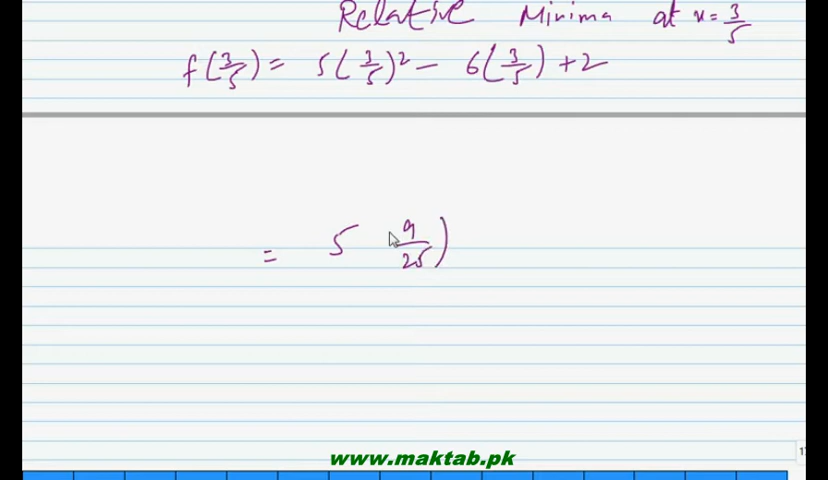 Relative Minima at x = 3/5
f(3/5) = 5(3/5)² - 6(3/5) + 2
= 5 9/25)
www.maktab.pk